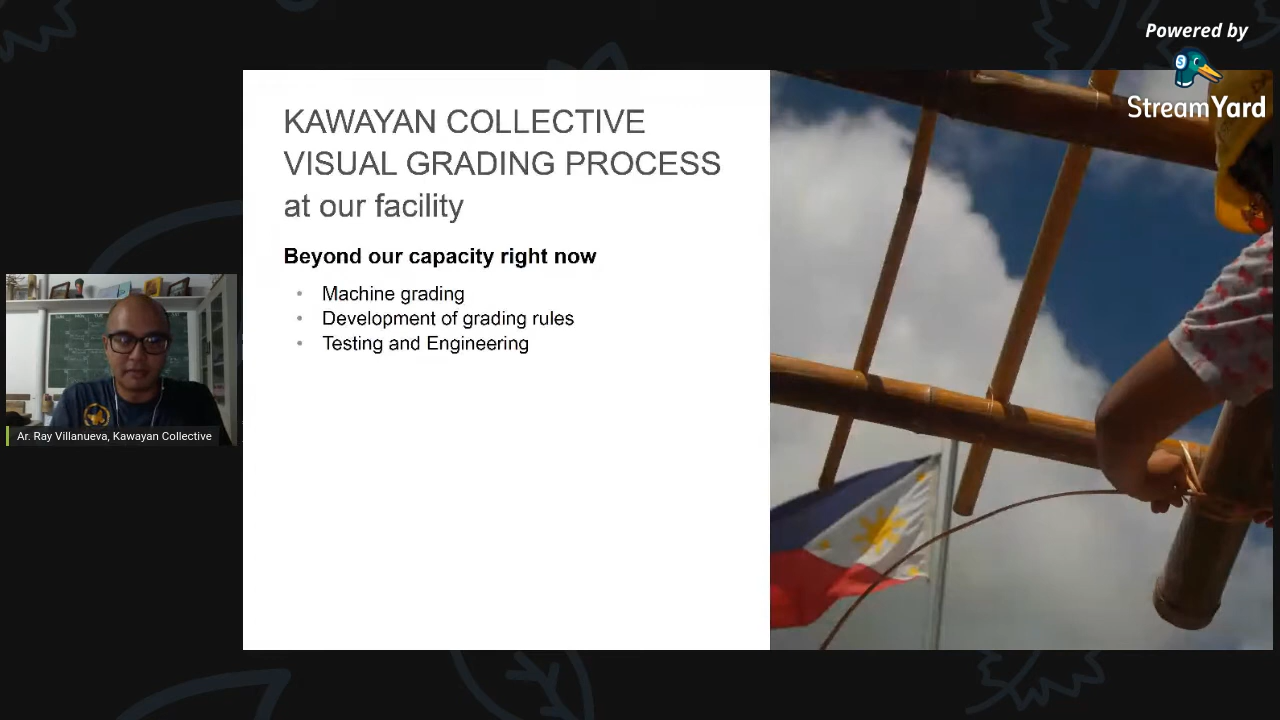 Powered by
StreamYard
KAWAYAN COLLECTIVE
VISUAL GRADING PROCESS
at our facility
Beyond our capacity right now
• Machine grading
• Development of grading rules
• Testing and Engineering
Ar. Ray Villanueva, Kawayan Collective